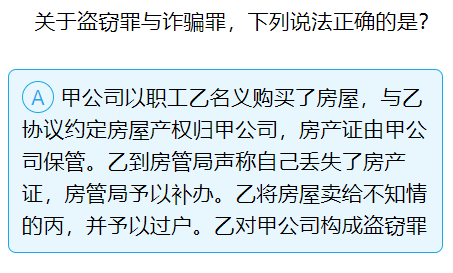 关于盗窃罪与诈骗罪，下列说法正确的是？
A 甲公司以职工乙名义购买了房屋，与乙
协议约定房屋产权归甲公司，房产证由甲公
司保管。乙到房管局声称自己丢失了房产
证，房管局予以补办。乙将房屋卖给不知情
的丙，并予以过户。乙对甲公司构成盗窃罪